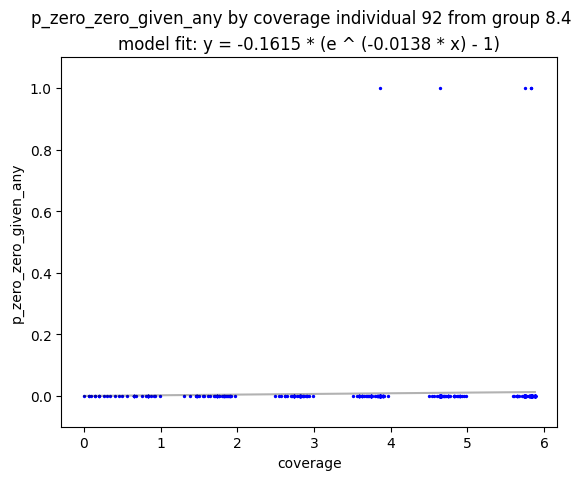 p_zero_zero_given_any by coverage individual 92 from group 8.4
model fit: y = -0.1615 * (e ^ (-0.0138 * x) - 1)
p_zero_zero_given_any
1.0
0.8
0.6
0.4
0.2
0.0
0 1 2 3 4 5 6
coverage